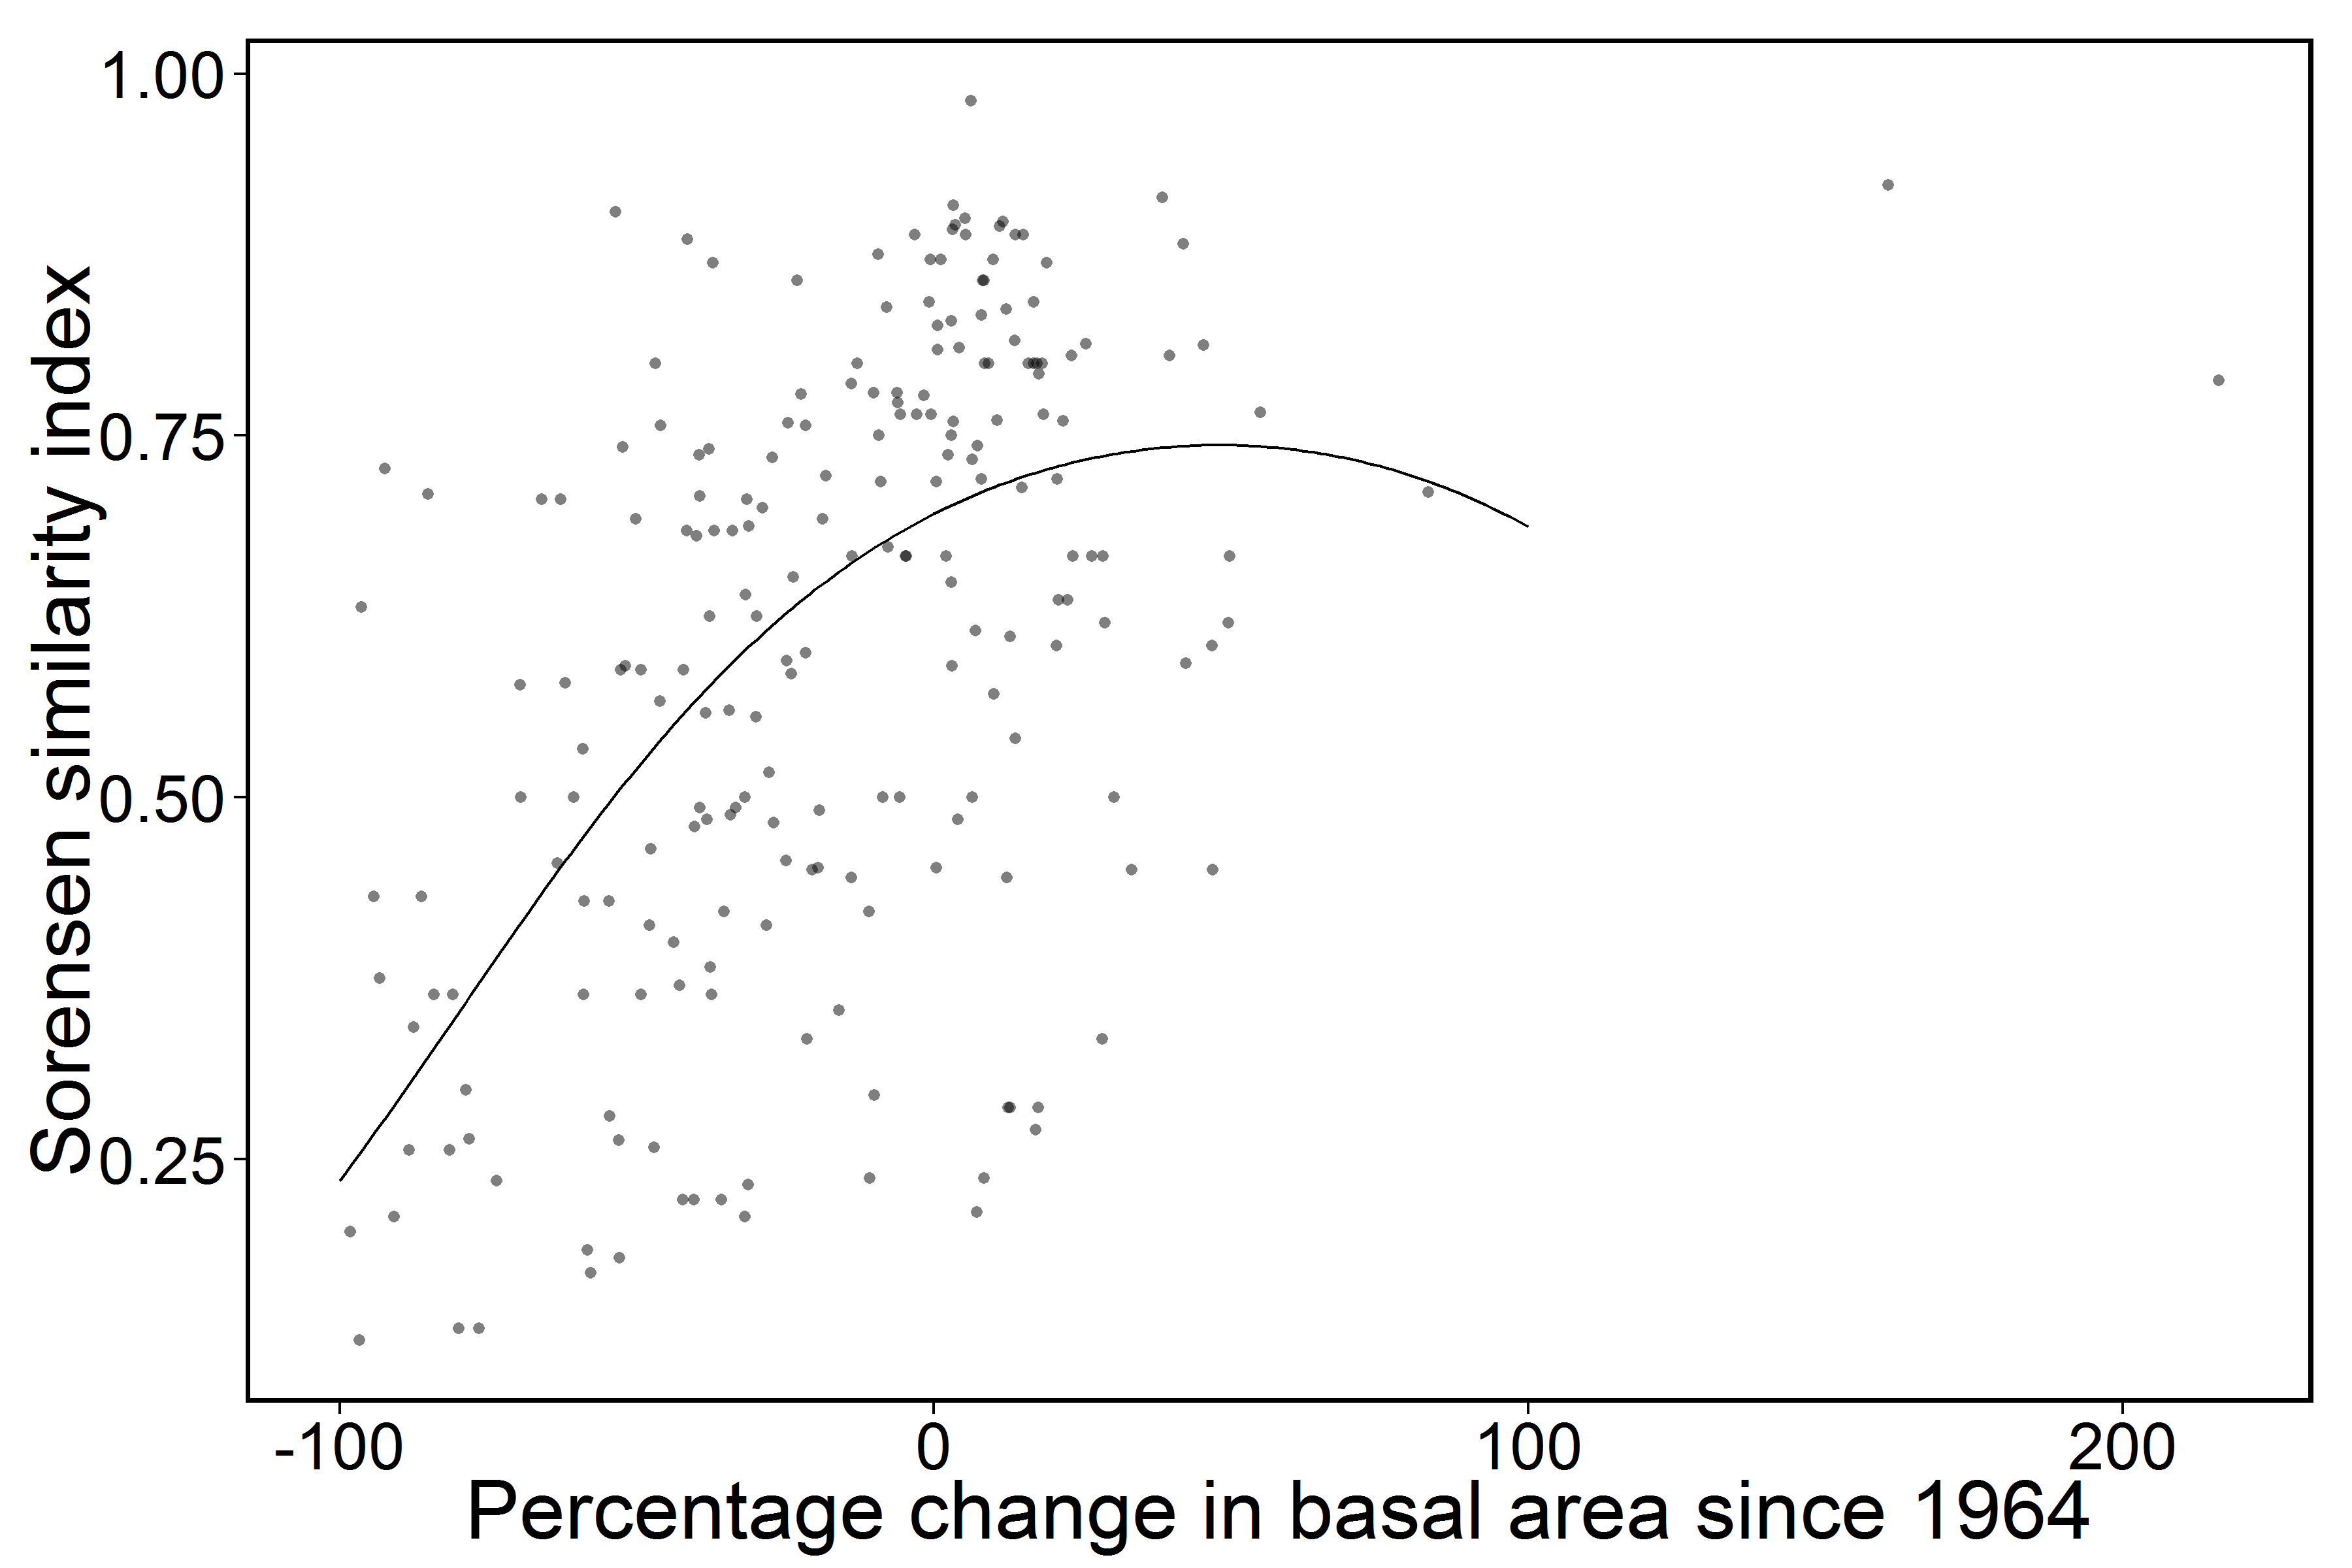 Sorensen similarity index
1.00
0.75
0.50
0.25
-100 0 100 200
Percentage change in basal area since 1964